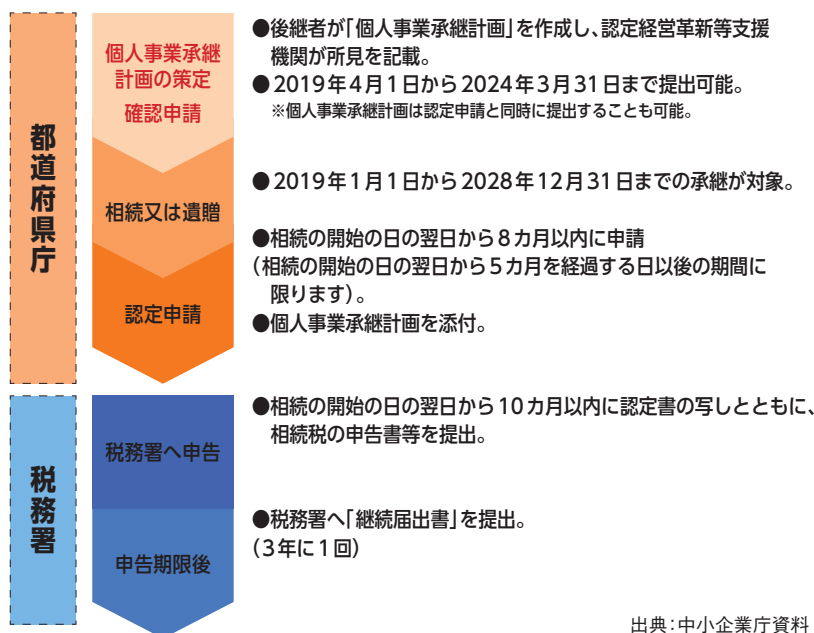 都道府県庁
個人事業承継
計画の策定
確認申請
●後継者が「個人事業承継計画」を作成し、認定経営革新等支援
機関が所見を記載。
●2019年4月1日から2024年3月31日まで提出可能。
※個人事業承継計画は認定申請と同時に提出することも可能。
相続又は遺贈
●2019年1月1日から2028年12月31日までの承継が対象。
認定申請
●相続の開始の日の翌日から8カ月以内に申請
(相続の開始の日の翌日から5カ月を経過する日以後の期間に
限ります)。
●個人事業承継計画を添付。
税務署
税務署へ申告
●相続の開始の日の翌日から10カ月以内に認定書の写しとともに、
相続税の申告書等を提出。
申告期限後
●税務署へ「継続届出書」を提出。
(3年に1回)
出典:中小企業庁資料